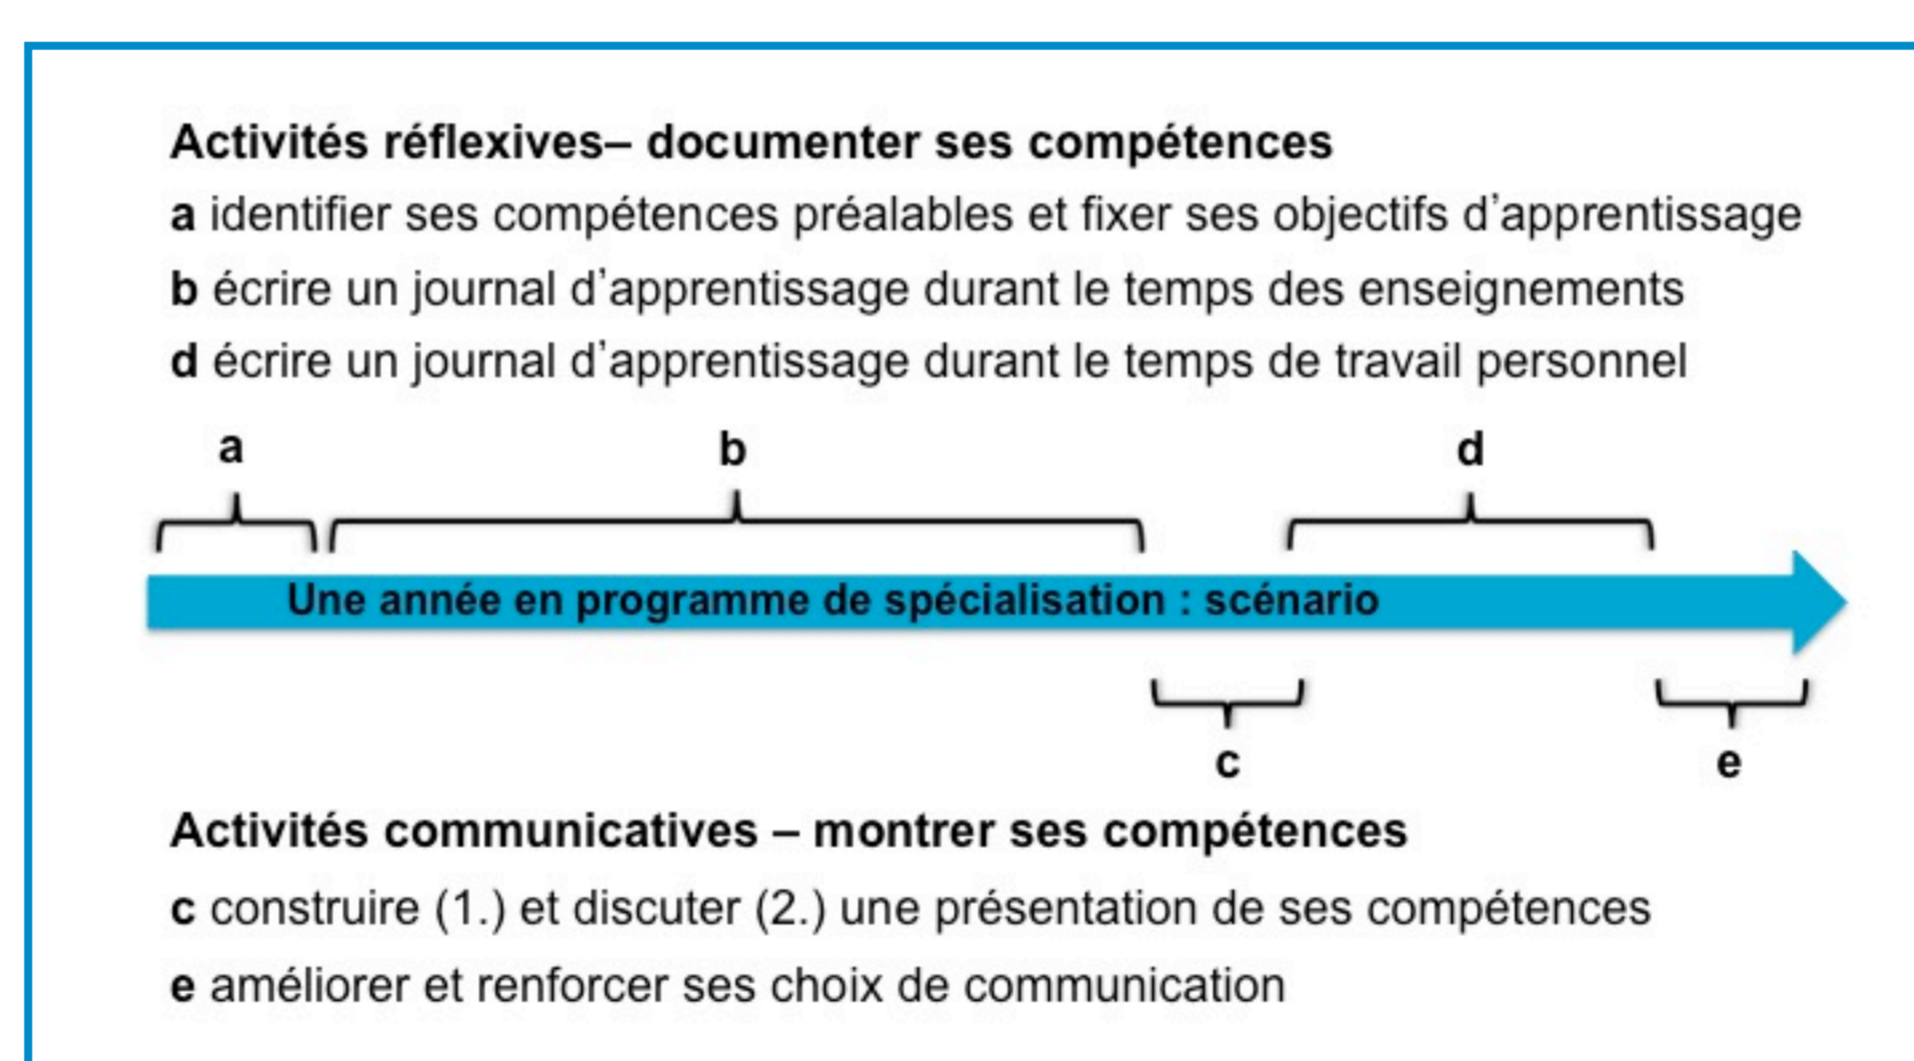 Activités réflexives– documenter ses compétences
a identifier ses compétences préalables et fixer ses objectifs d'apprentissage
b écrire un journal d'apprentissage durant le temps des enseignements
d écrire un journal d'apprentissage durant le temps de travail personnel
a b d
Une année en programme de spécialisation : scénario
c e
Activités communicatives – montrer ses compétences
c construire (1.) et discuter (2.) une présentation de ses compétences
e améliorer et renforcer ses choix de communication